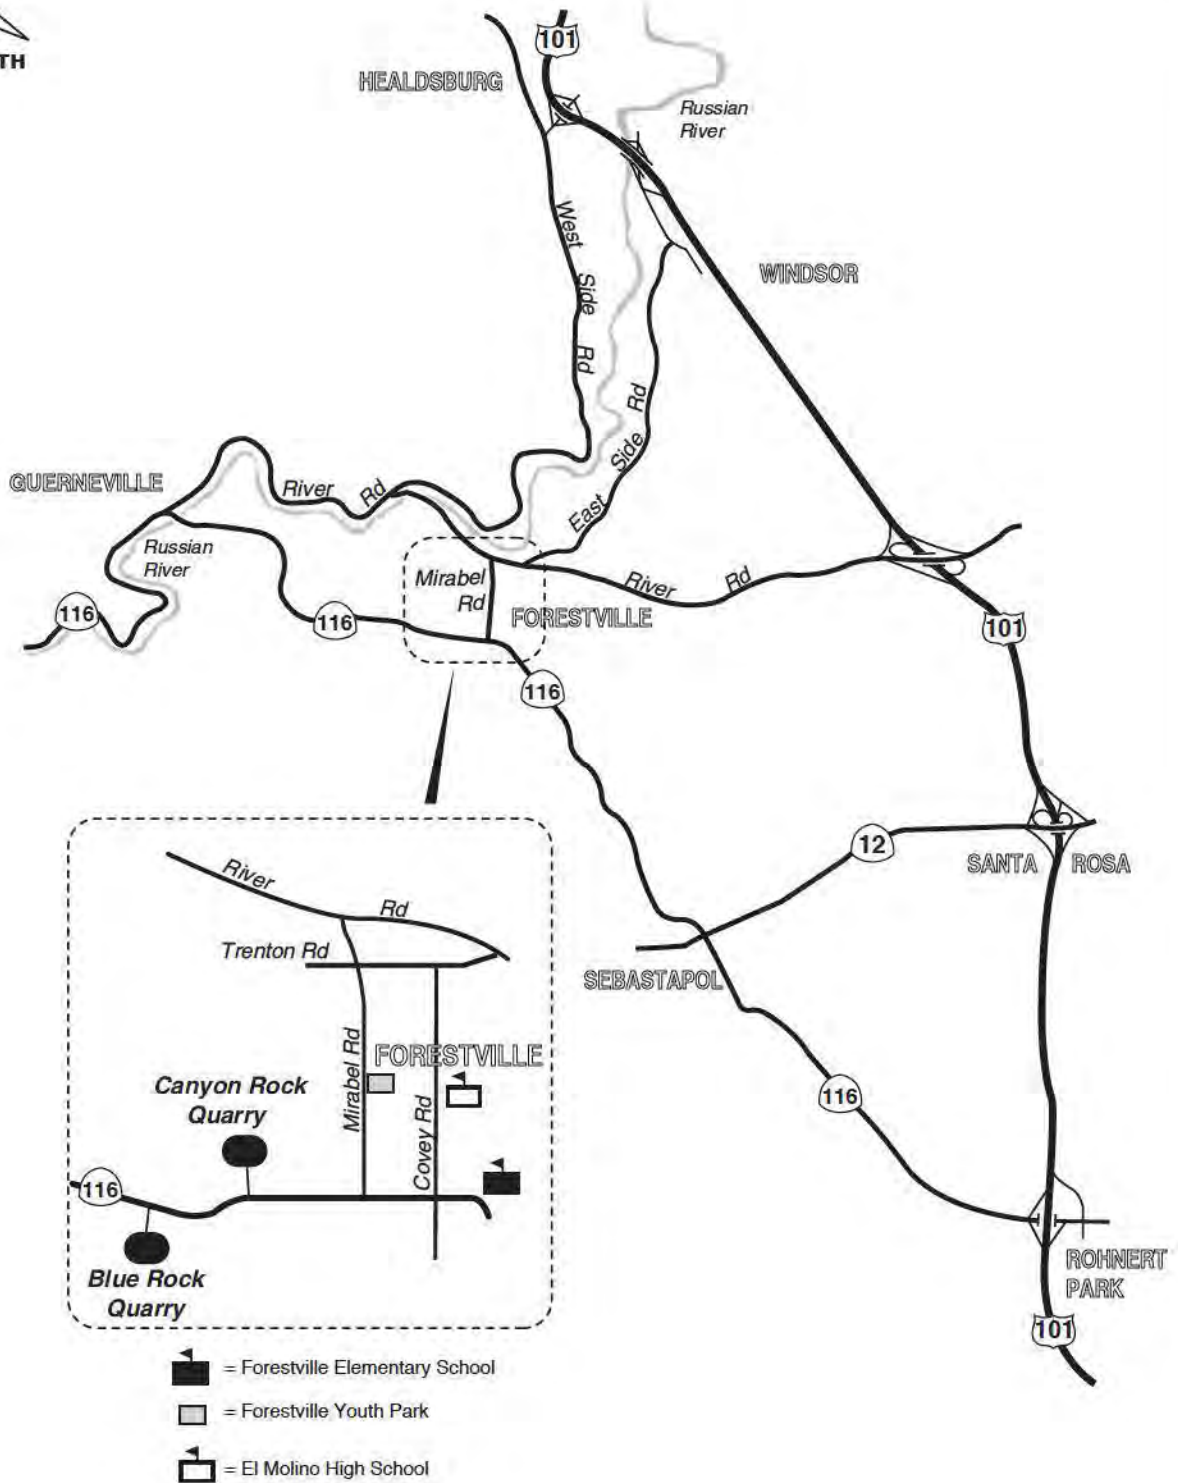 TH
101
HEALDSBURG
Russian
River
West Side Rd
WINDSOR
East Side Rd
GUERNEVILLE
River Rd
Russian
River
Mirabel
Rd
River Rd
FORESTVILLE
116
116
101
116
12
SANTA ROSA
SEBASTAPOL
116
ROHNERT
PARK
101
River Rd
Trenton Rd
Mirabel Rd
FORESTVILLE
Covey Rd
Canyon Rock
Quarry
116
Blue Rock
Quarry
= Forestville Elementary School
= Forestville Youth Park
= El Molino High School